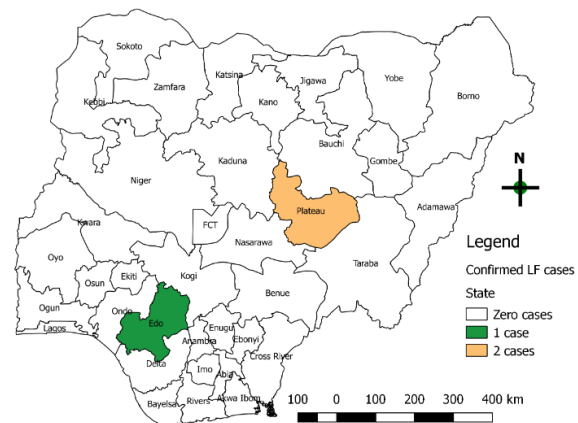 Sokoto
Katsina
Jigawa
Yobe
Borno
Kebbi
Zamfara
Kano
Bauchi
Gombe
Kaduna
Niger
Adamawa
Plateau
N
Kwara
FCT
Nasarawa
Taraba
Oyo
Osun
Ekiti
Kogi
Benue
Ogun
Lagos
Ondo
Edo
Enugu
Anambra
Ebonyi
Cross River
Delta
Imo
Abia
Bayelsa
Rivers
Akwa Ibom
Legend
Confirmed LF cases
State
Zero cases
1 case
2 cases
100 0 100 200 300 400 km